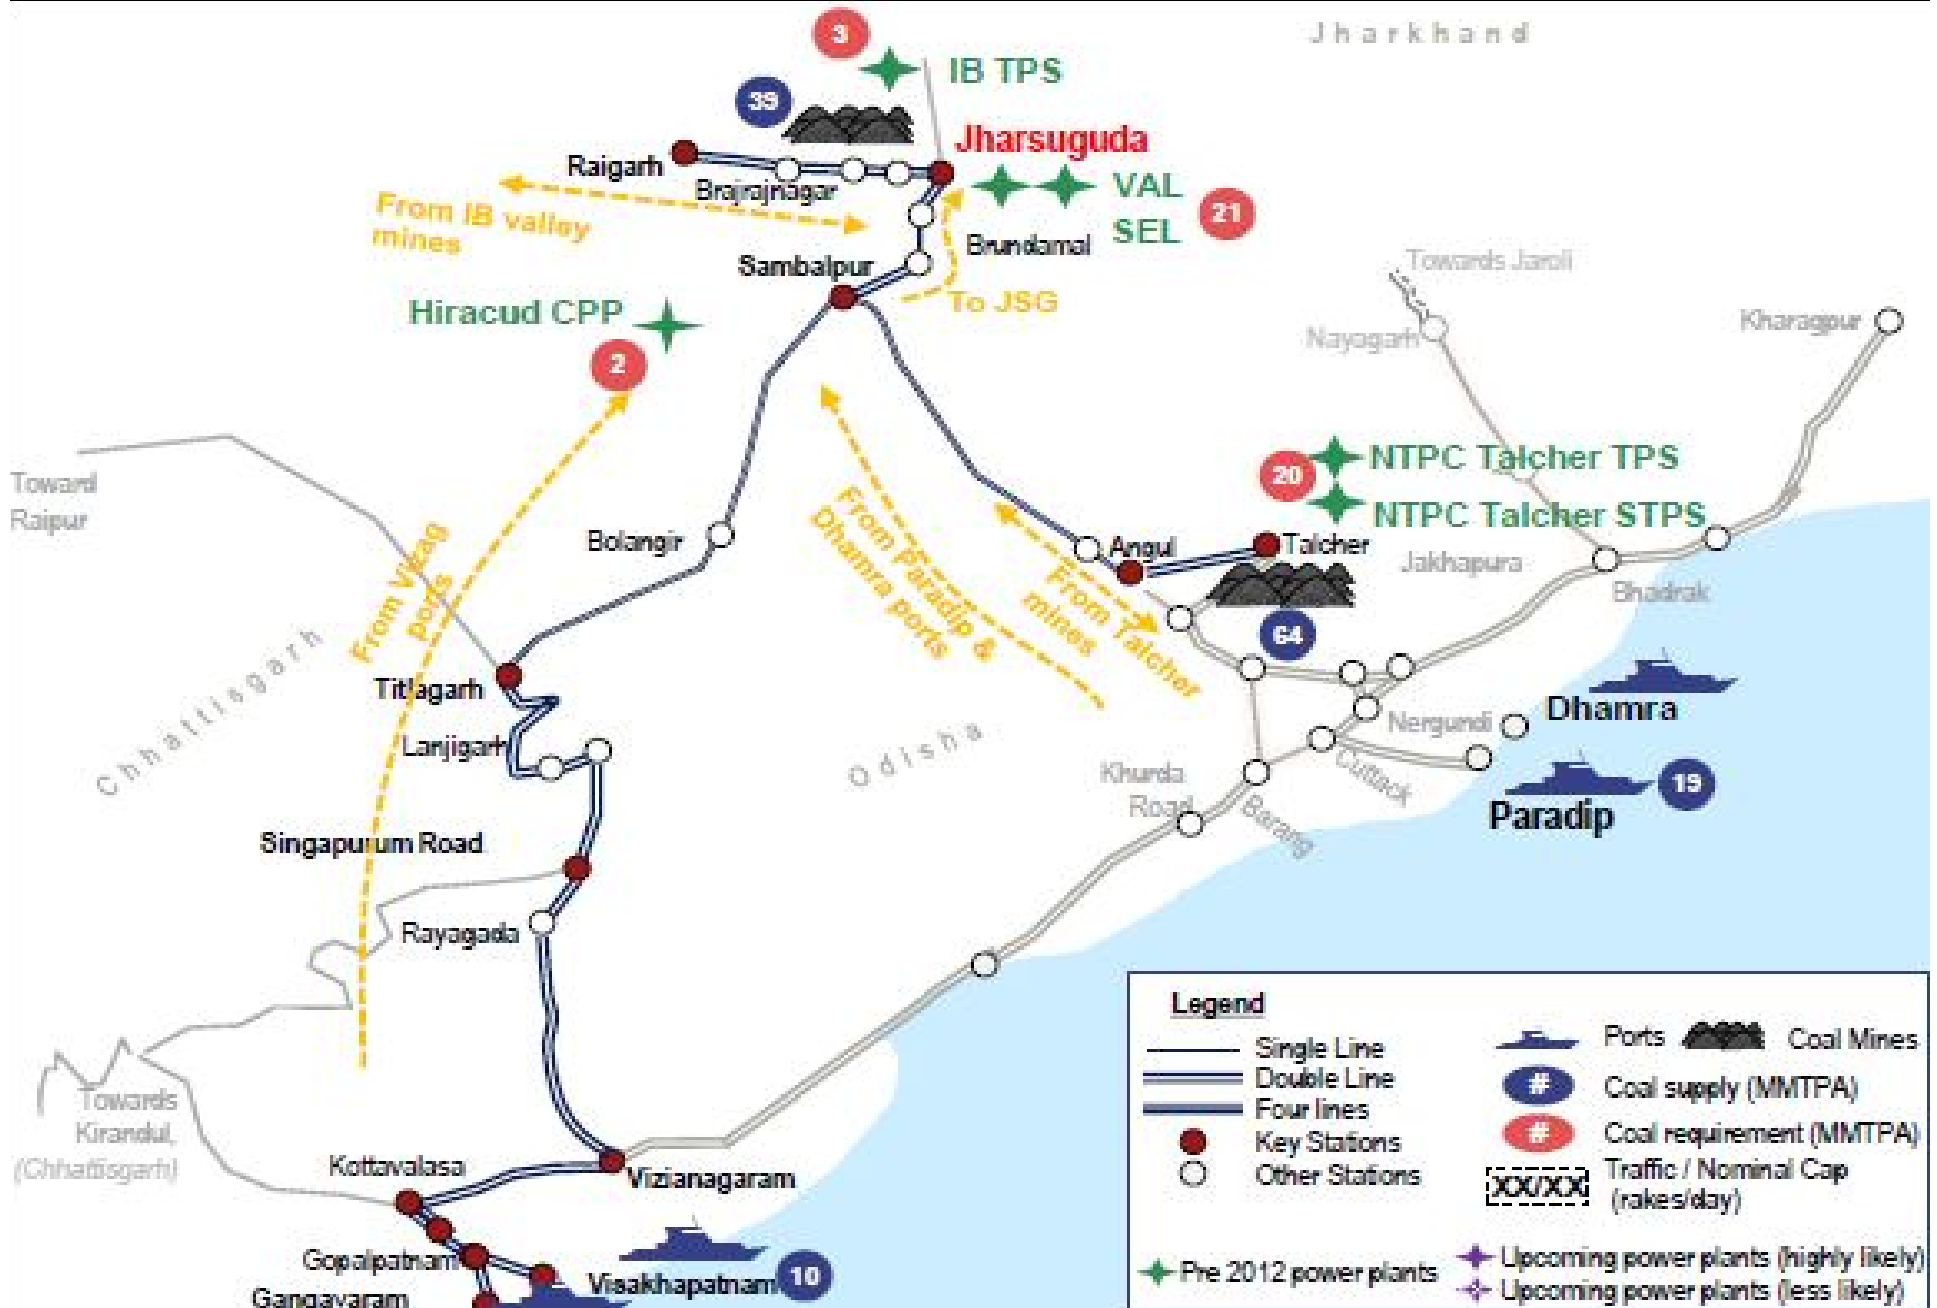 Jharkhand
3
IB TPS
39
Jharsuguda
Raigarh
Brajrajnagar
VAL
SEL
21
From IB valley
mines
Brundamal
Sambalpur
To JSG
Towards Jaroli
Nayagarh
Kharagpur
Hiracud CPP
2
Toward
Raipur
NTPC Talcher TPS
20
NTPC Talcher STPS
Bolangir
Angul
Talcher
Jakhapura
Bhadrak
From Vizag
ports
From Paradip &
Dhamra ports
From Talcher
mines
64
Chhattisgarh
Titlagarh
Lanjigarh
Odisha
Nergundi
Dhamra
Cuttack
Khurda
Road
Barang
Paradip
19
Singapurum Road
Rayagada
Towards
Kirandul,
(Chhattisgarh)
Kottavalasa
Vizianagaram
Gopalpatnam
Visakhapatnam
10
Gangavaram
Legend
Single Line
Double Line
Four lines
Key Stations
Other Stations
Pre 2012 power plants
Ports
Coal Mines
#
Coal supply (MMTPA)
#
Coal requirement (MMTPA)
XX/XX
Traffic / Nominal Cap
(rakes/day)
Upcoming power plants (highly likely)
Upcoming power plants (less likely)